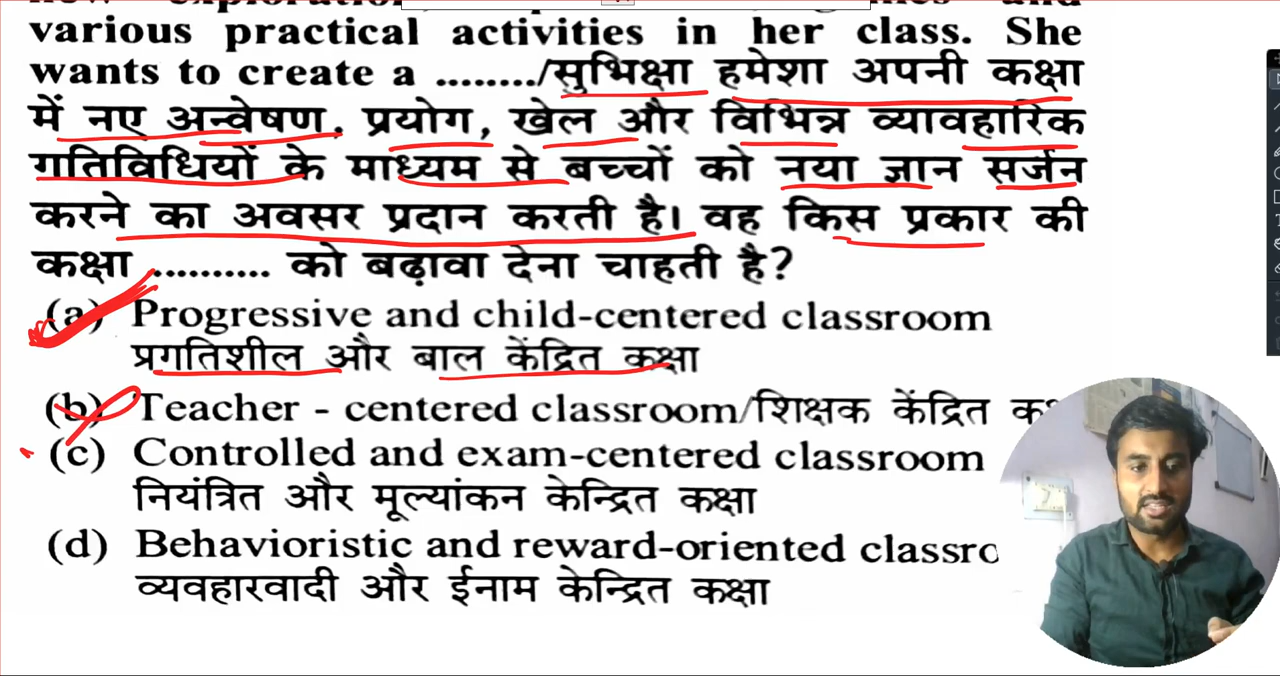 various practical activities in her class. She
wants to create a ......../सुभिक्षा हमेशा अपनी कक्षा
में नए अन्वेषण, प्रयोग, खेल और विभिन्न व्यावहारिक
गतिविधियों के माध्यम से बच्चों को नया ज्ञान सर्जन
करने का अवसर प्रदान करती है। वह किस प्रकार की
कक्षा .......... को बढ़ावा देना चाहती है?
(a) Progressive and child-centered classroom
प्रगतिशील और बाल केंद्रित कक्षा
(b) Teacher - centered classroom/शिक्षक केंद्रित
(c) Controlled and exam-centered classroom
नियंत्रित और मूल्यांकन केन्द्रित कक्षा
(d) Behavioristic and reward-oriented classro
व्यवहारवादी और ईनाम केन्द्रित कक्षा